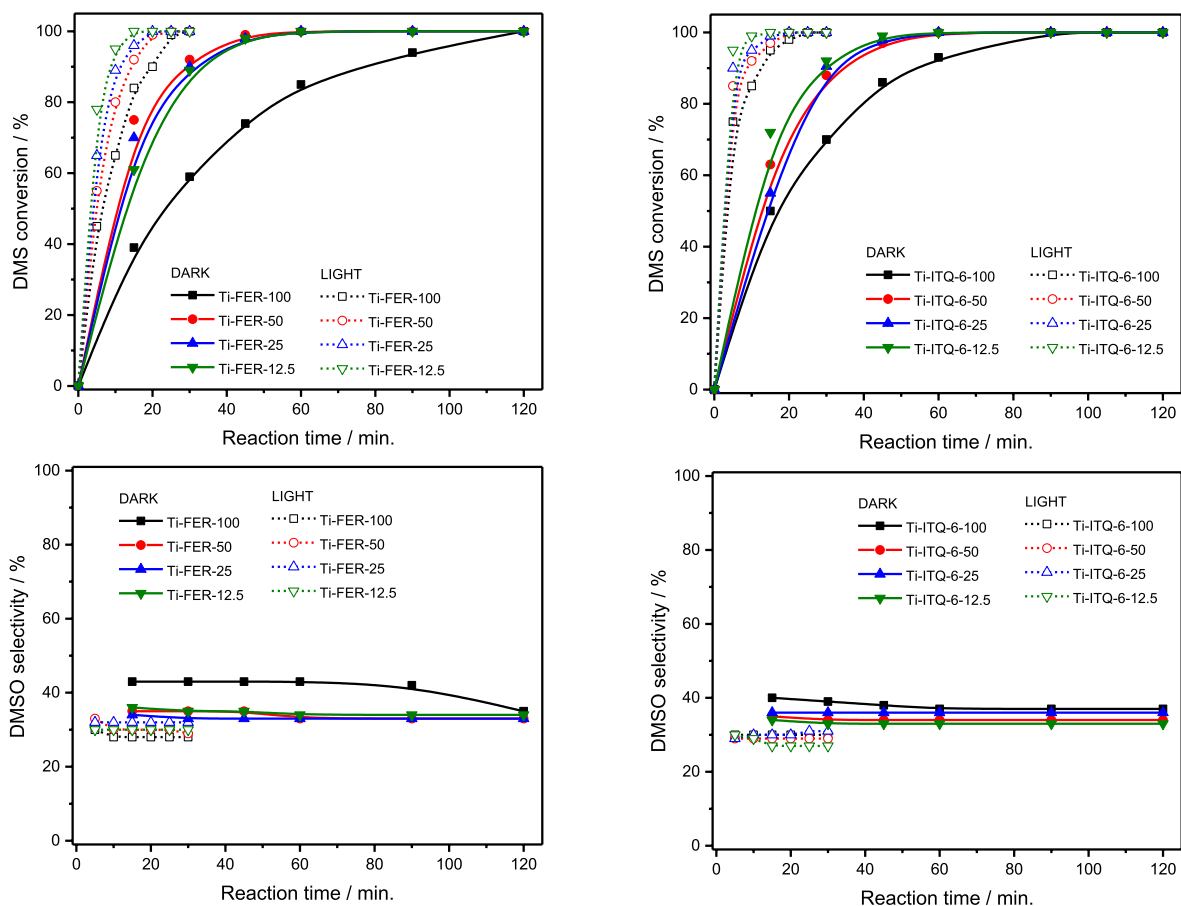 DMS conversion / %
100
80
60
40
20
0
DARK LIGHT
Ti-FER-100 Ti-FER-100
Ti-FER-50 Ti-FER-50
Ti-FER-25 Ti-FER-25
Ti-FER-12.5 Ti-FER-12.5
0 20 40 60 80 100 120
Reaction time / min.
DMS conversion / %
100
80
60
40
20
0
DARK LIGHT
Ti-ITQ-6-100 Ti-ITQ-6-100
Ti-ITQ-6-50 Ti-ITQ-6-50
Ti-ITQ-6-25 Ti-ITQ-6-25
Ti-ITQ-6-12.5 Ti-ITQ-6-12.5
0 20 40 60 80 100 120
Reaction time / min.
DMSO selectivity / %
100
80
60
40
20
0
DARK LIGHT
Ti-FER-100 Ti-FER-100
Ti-FER-50 Ti-FER-50
Ti-FER-25 Ti-FER-25
Ti-FER-12.5 Ti-FER-12.5
0 20 40 60 80 100 120
Reaction time / min.
DMSO selectivity / %
100
80
60
40
20
0
DARK LIGHT
Ti-ITQ-6-100 Ti-ITQ-6-100
Ti-ITQ-6-50 Ti-ITQ-6-50
Ti-ITQ-6-25 Ti-ITQ-6-25
Ti-ITQ-6-12.5 Ti-ITQ-6-12.5
0 20 40 60 80 100 120
Reaction time / min.